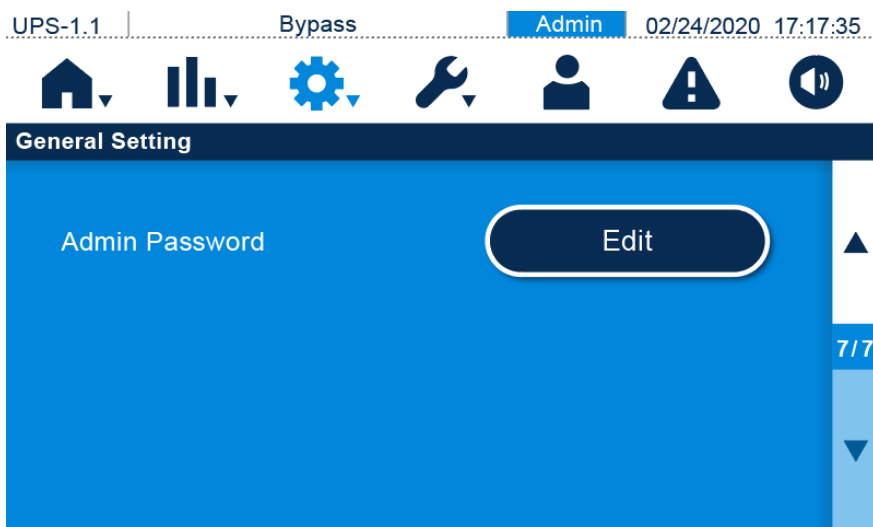 UPS-1.1 Bypass Admin 02/24/2020 17:17:35
General Setting
Admin Password Edit
7/7